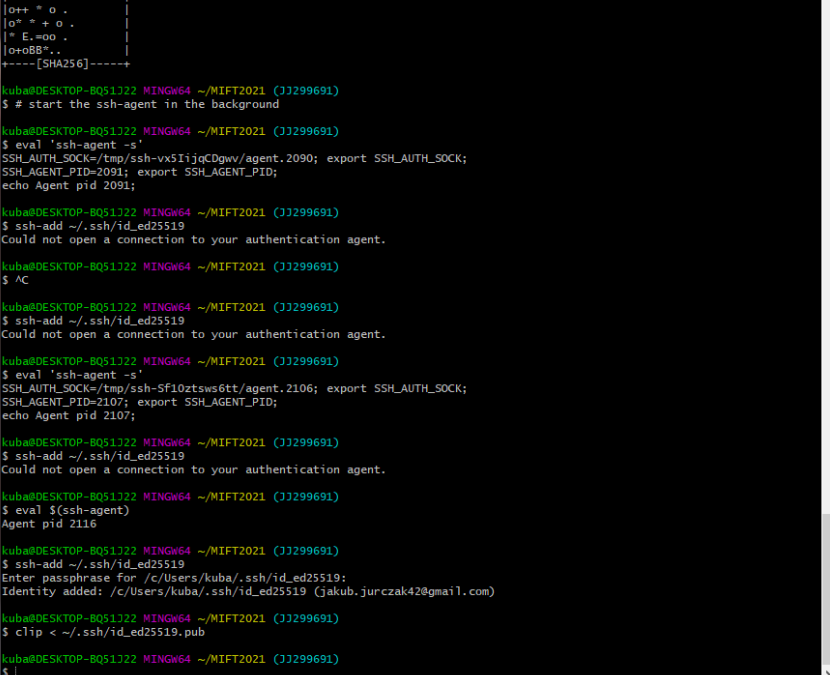 |o++ * o .         |
|o* * + o .        |
|* E.=oo .         |
|o+oBB*..          |
+----[SHA256]-----+
kuba@DESKTOP-BQ51J22 MINGW64 ~/MIFT2021 (JJ299691)
$ # start the ssh-agent in the background
kuba@DESKTOP-BQ51J22 MINGW64 ~/MIFT2021 (JJ299691)
$ eval 'ssh-agent -s'
SSH_AUTH_SOCK=/tmp/ssh-vx5IijqCDgwv/agent.2090; export SSH_AUTH_SOCK;
SSH_AGENT_PID=2091; export SSH_AGENT_PID;
echo Agent pid 2091;
kuba@DESKTOP-BQ51J22 MINGW64 ~/MIFT2021 (JJ299691)
$ ssh-add ~/.ssh/id_ed25519
Could not open a connection to your authentication agent.
kuba@DESKTOP-BQ51J22 MINGW64 ~/MIFT2021 (JJ299691)
$ ^C
kuba@DESKTOP-BQ51J22 MINGW64 ~/MIFT2021 (JJ299691)
$ ssh-add ~/.ssh/id_ed25519
Could not open a connection to your authentication agent.
kuba@DESKTOP-BQ51J22 MINGW64 ~/MIFT2021 (JJ299691)
$ eval 'ssh-agent -s'
SSH_AUTH_SOCK=/tmp/ssh-Sf1Oztsws6tt/agent.2106; export SSH_AUTH_SOCK;
SSH_AGENT_PID=2107; export SSH_AGENT_PID;
echo Agent pid 2107;
kuba@DESKTOP-BQ51J22 MINGW64 ~/MIFT2021 (JJ299691)
$ ssh-add ~/.ssh/id_ed25519
Could not open a connection to your authentication agent.
kuba@DESKTOP-BQ51J22 MINGW64 ~/MIFT2021 (JJ299691)
$ eval $(ssh-agent)
Agent pid 2116
kuba@DESKTOP-BQ51J22 MINGW64 ~/MIFT2021 (JJ299691)
$ ssh-add ~/.ssh/id_ed25519
Enter passphrase for /c/Users/kuba/.ssh/id_ed25519:
Identity added: /c/Users/kuba/.ssh/id_ed25519 (jakub.jurczak42@gmail.com)
kuba@DESKTOP-BQ51J22 MINGW64 ~/MIFT2021 (JJ299691)
$ clip < ~/.ssh/id_ed25519.pub
kuba@DESKTOP-BQ51J22 MINGW64 ~/MIFT2021 (JJ299691)
$